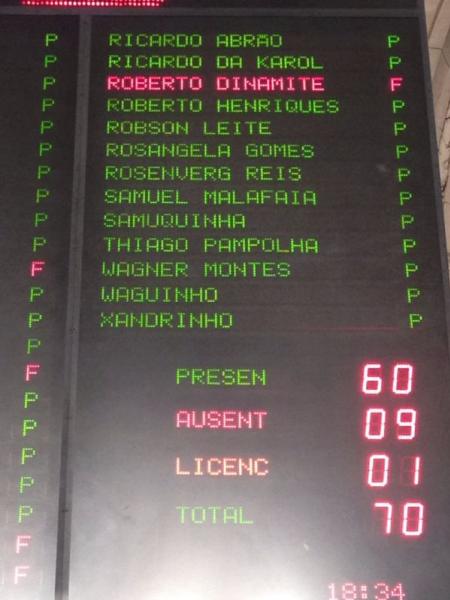 P
P
P
P
P
P
P
P
P
P
F
P
P
P
F
P
P
P
P
P
F
F
RICARDO ABRÃO P
RICARDO DA KAROL P
ROBERTO DINAMITE F
ROBERTO HENRIQUES P
ROBSON LEITE P
ROSANGELA GOMES P
ROSENVERG REIS P
SAMUEL MALAFAIA P
SAMUQUINHA P
THIAGO PAMPOLHA P
WAGNER MONTES P
WAGUINHO P
XANDRINHO P
PRESEN 60
AUSENT 09
LICENC 01
TOTAL 70
18:34